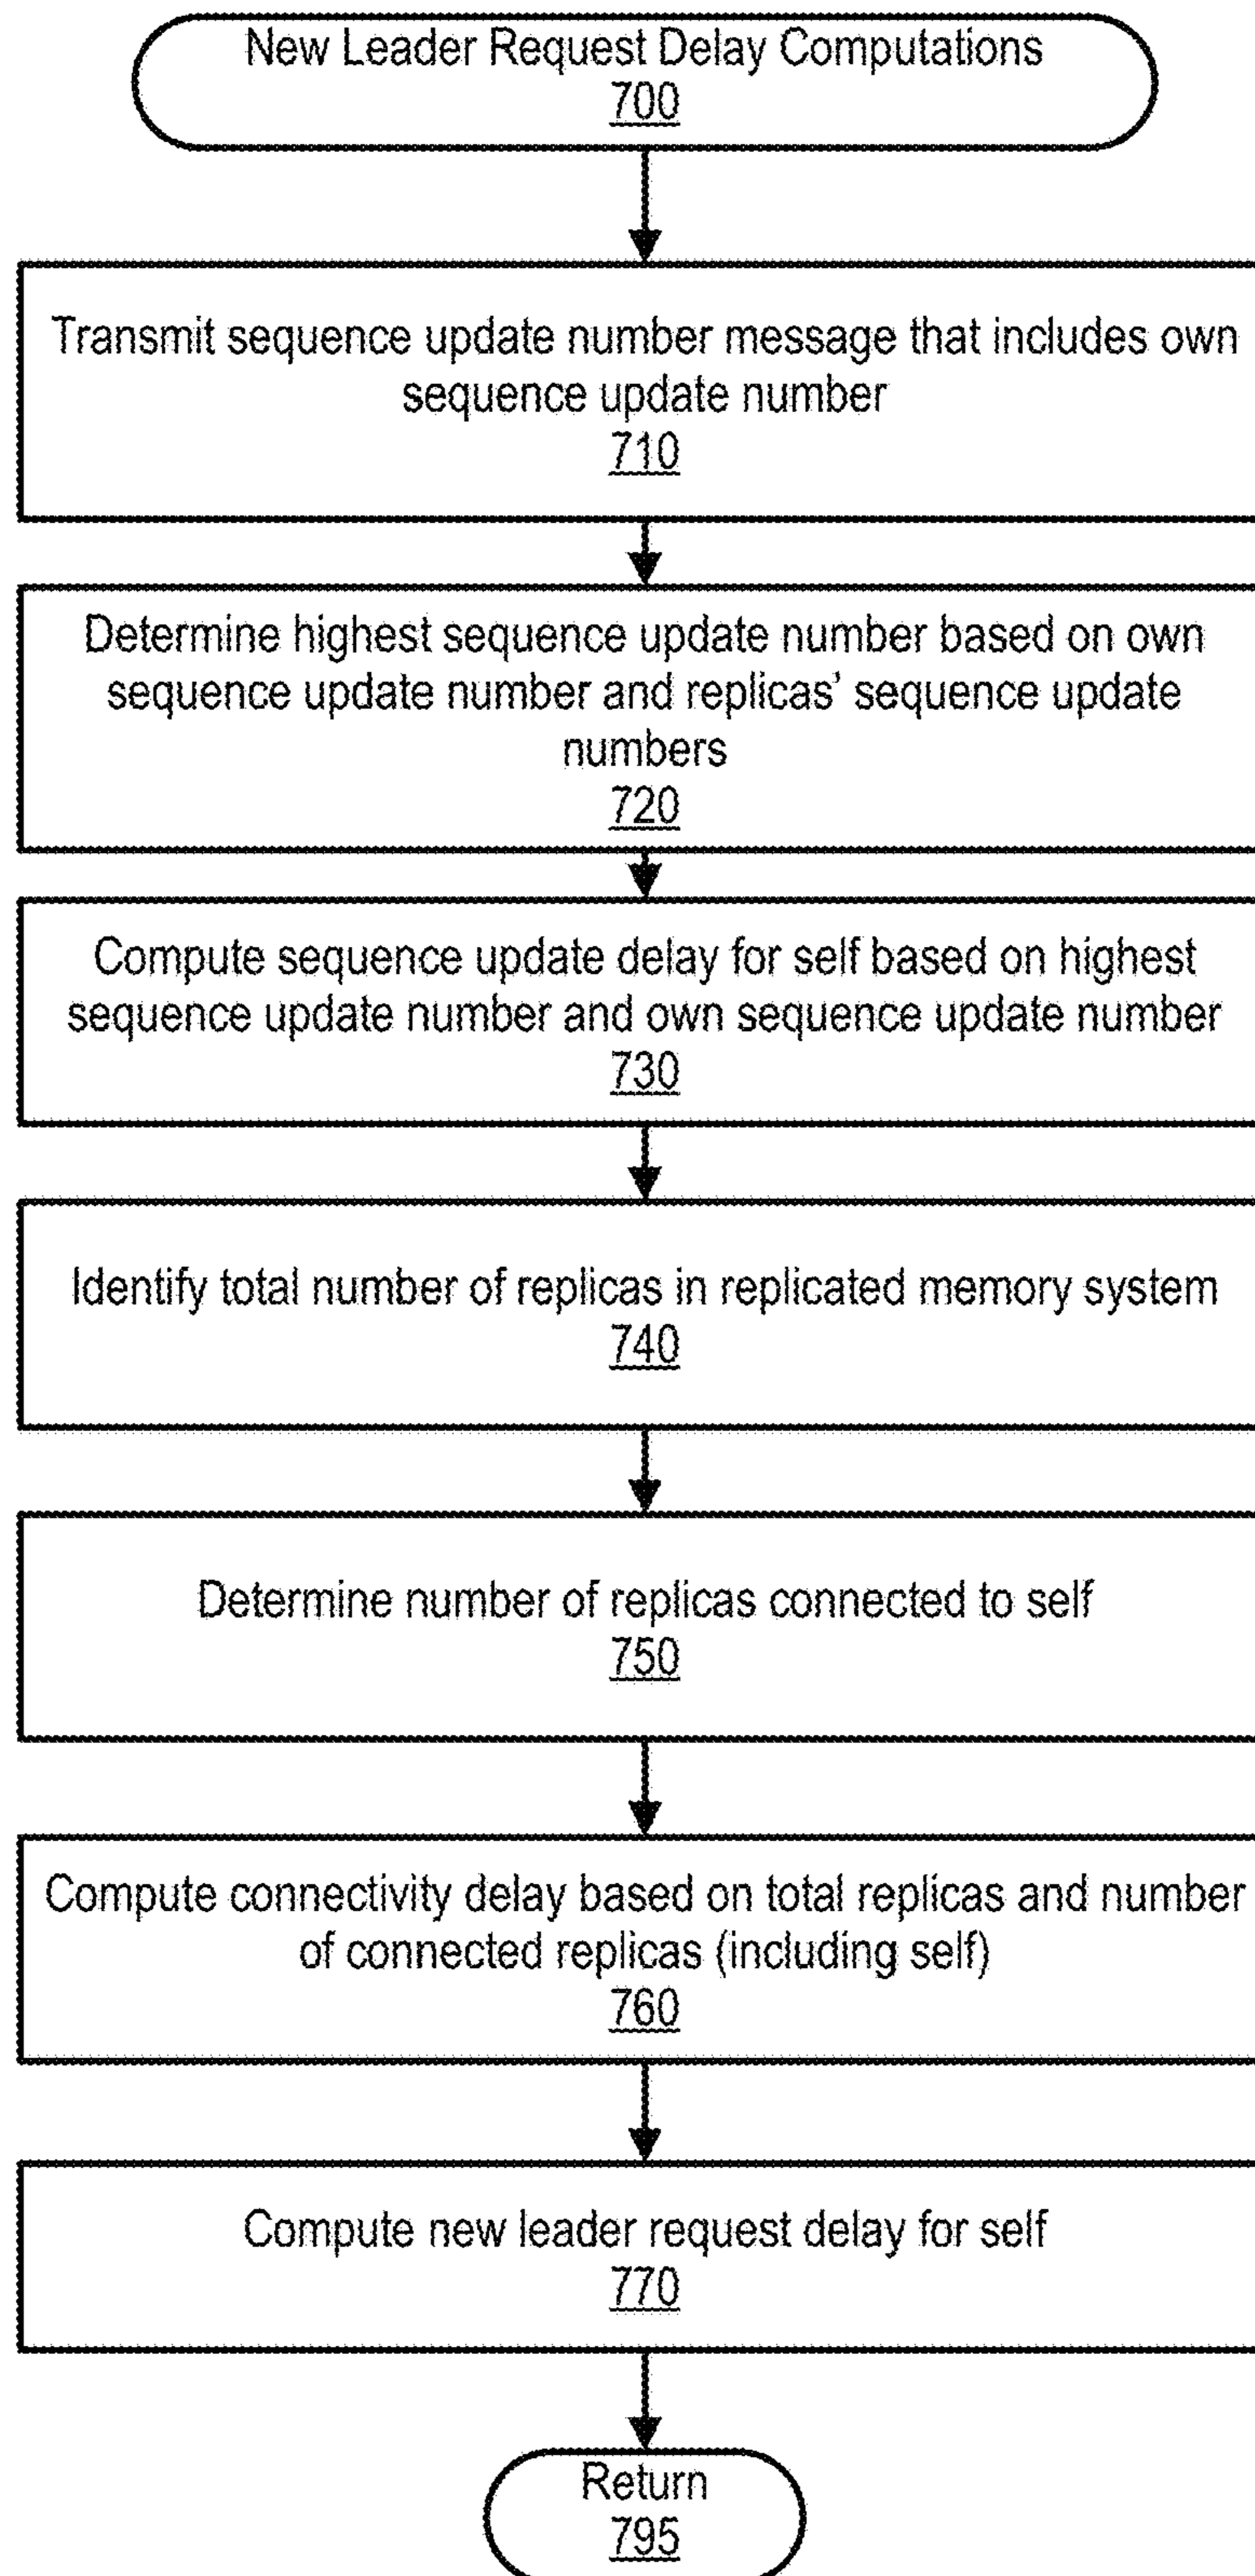 New Leader Request Delay Computations
700
Transmit sequence update number message that includes own
sequence update number
710
Determine highest sequence update number based on own
sequence update number and replicas’ sequence update
numbers
720
Compute sequence update delay for self based on highest
sequence update number and own sequence update number
730
Identify total number of replicas in replicated memory system
740
Determine number of replicas connected to self
750
Compute connectivity delay based on total replicas and number
of connected replicas (including self)
760
Compute new leader request delay for self
770
Return
795